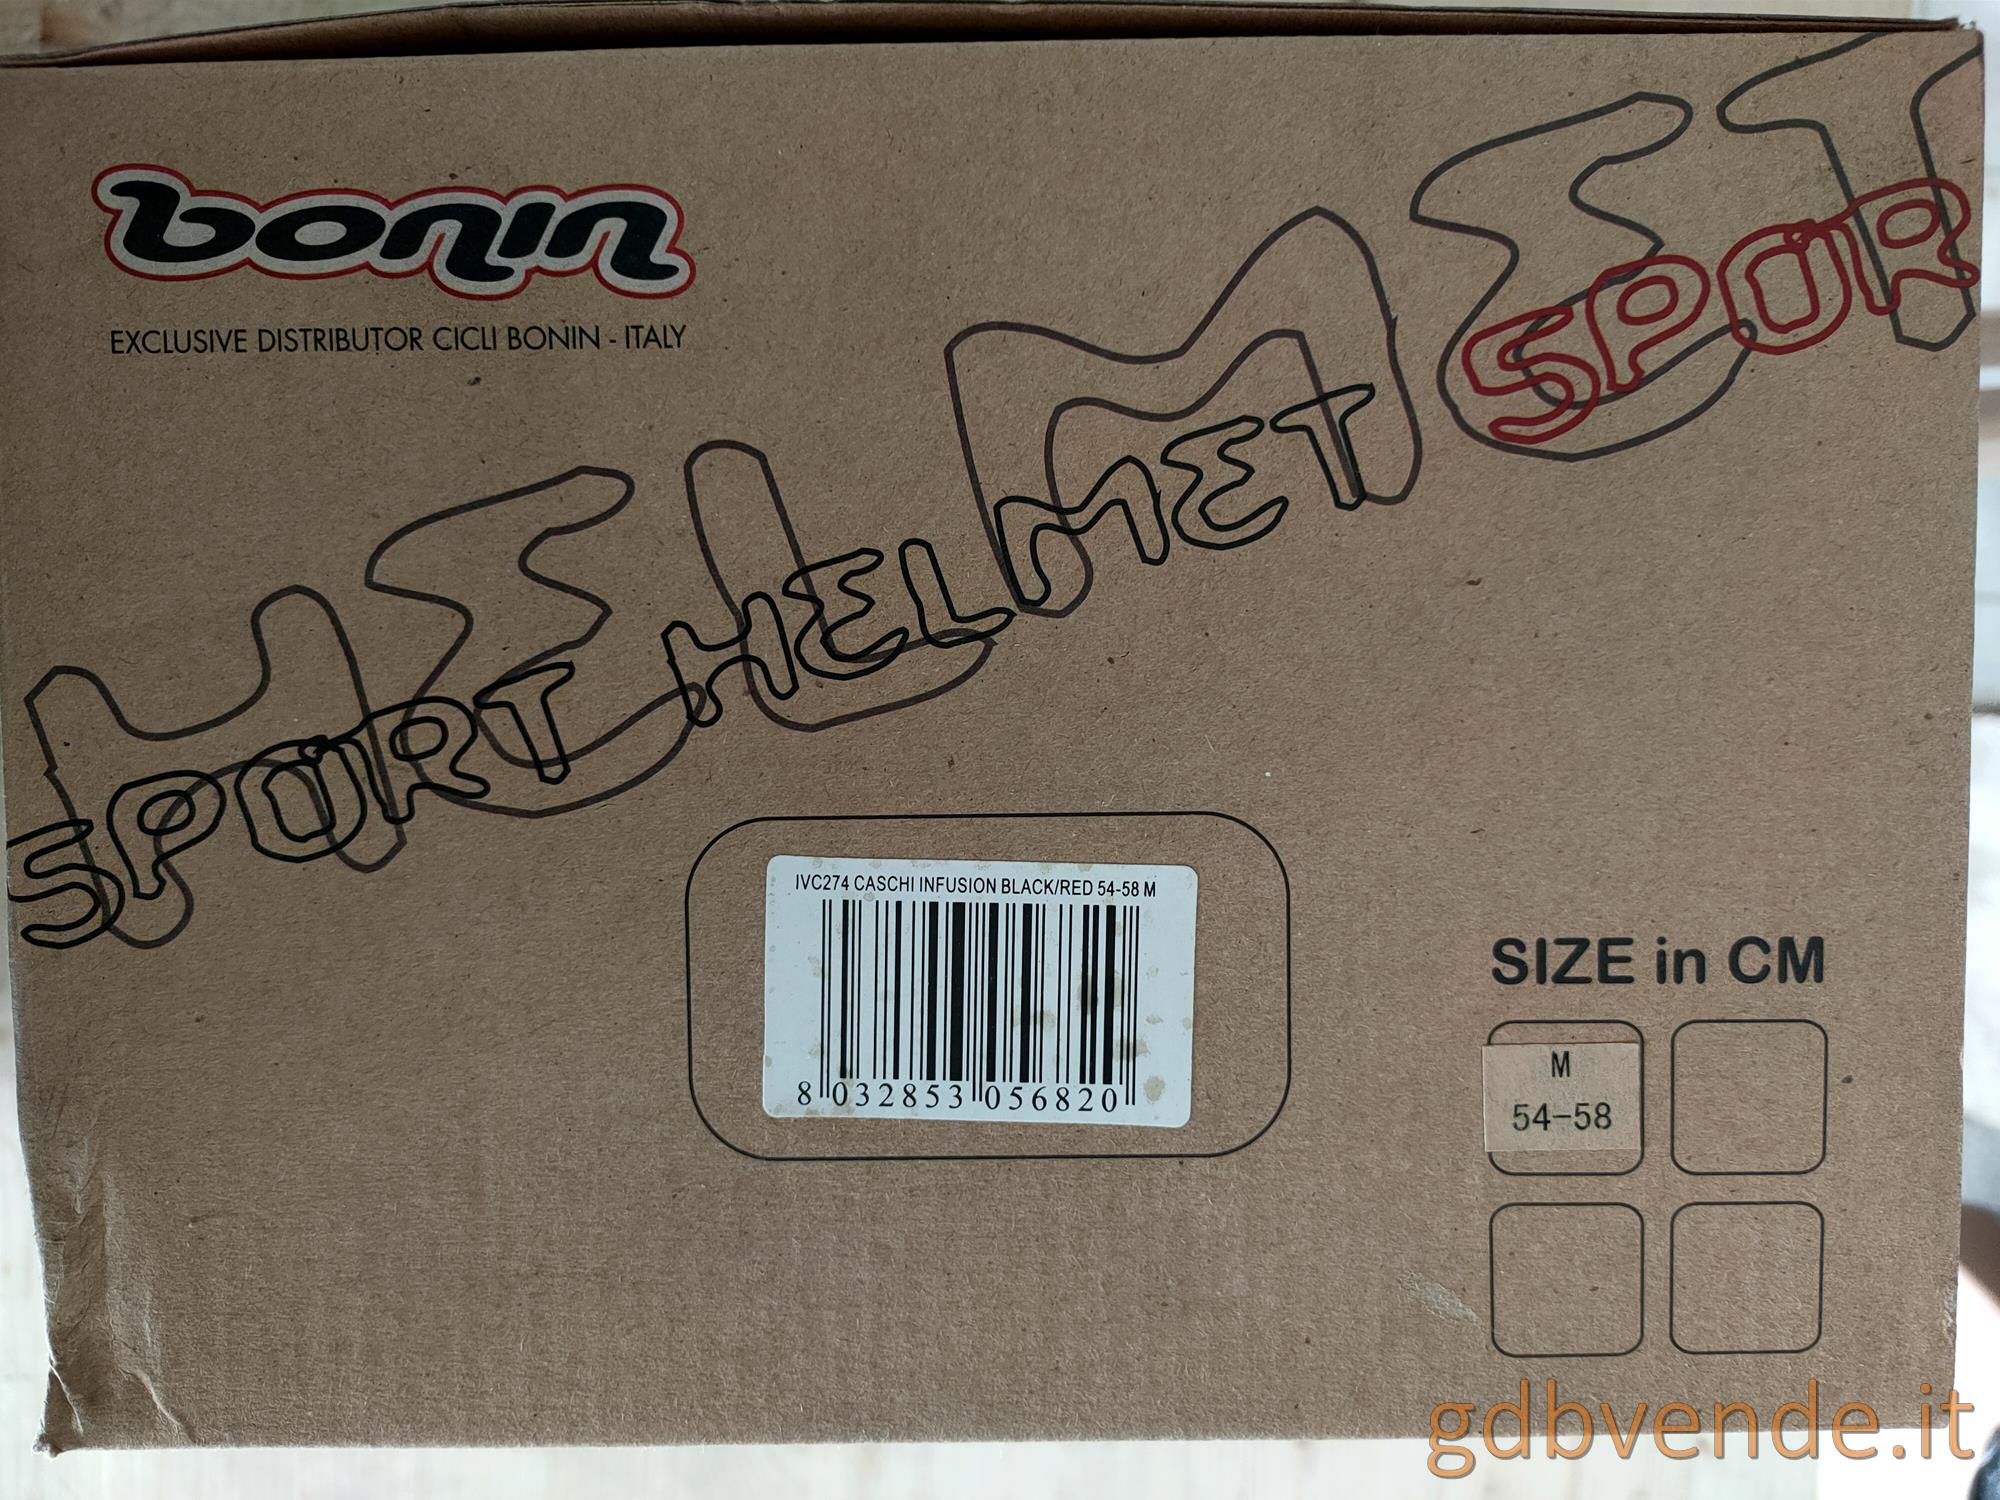 bonin
EXCLUSIVE DISTRIBUTOR CICLI BONIN - ITALY
HELMET
SPORT HELMET SPOR
IVC274 CASCHI INFUSION BLACK/RED 54-58 M
8 032853 056820
SIZE in CM
M
54-58
gdbvende.it